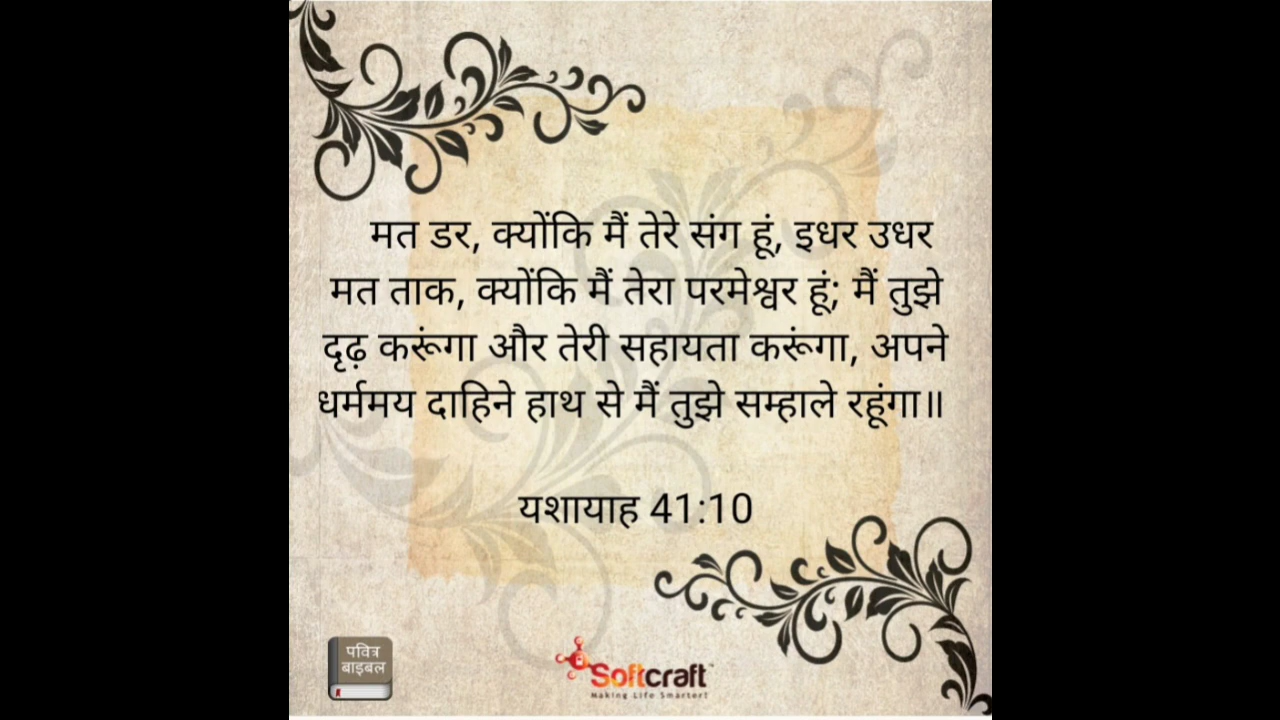 मत डर, क्योंकि मैं तेरे संग हूं, इधर उधर
मत ताक, क्योंकि मैं तेरा परमेश्वर हूं; मैं तुझे
दृढ़ करूंगा और तेरी सहायता करूंगा, अपने
धर्ममय दाहिने हाथ से मैं तुझे सम्हाले रहूंगा॥
यशायाह 41:10
पवित्र
बाइबल
Softcraft™
Making Life Smarter!